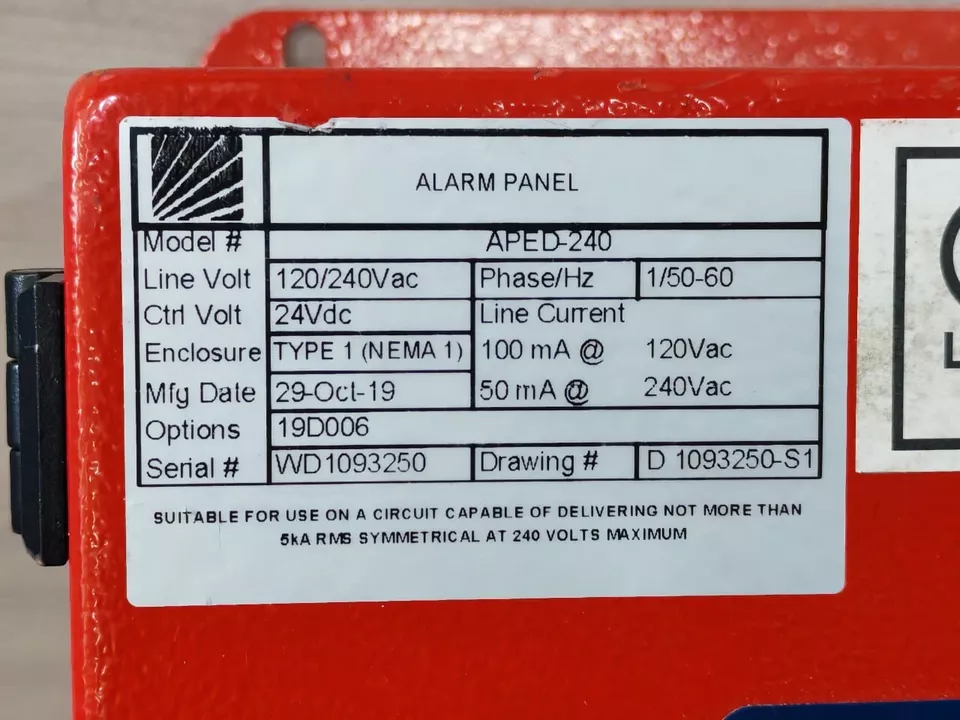 ALARM PANEL
Model # APED-240
Line Volt 120/240Vac Phase/Hz 1/50-60
Ctrl Volt 24Vdc Line Current
Enclosure TYPE 1 (NEMA 1) 100 mA @ 120Vac
Mfg Date 29-Oct-19 50 mA @ 240Vac
Options 19D006
Serial # WD1093250 Drawing # D 1093250-S1
SUITABLE FOR USE ON A CIRCUIT CAPABLE OF DELIVERING NOT MORE THAN
5kA RMS SYMMETRICAL AT 240 VOLTS MAXIMUM